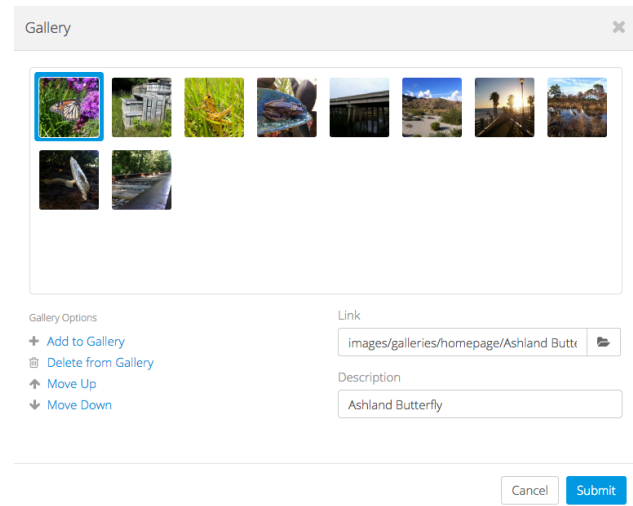 Gallery
Gallery Options
Add to Gallery
Delete from Gallery
Move Up
Move Down
Link
images/galleries/homepage/Ashland Butte
Description
Ashland Butterfly
Cancel
Submit